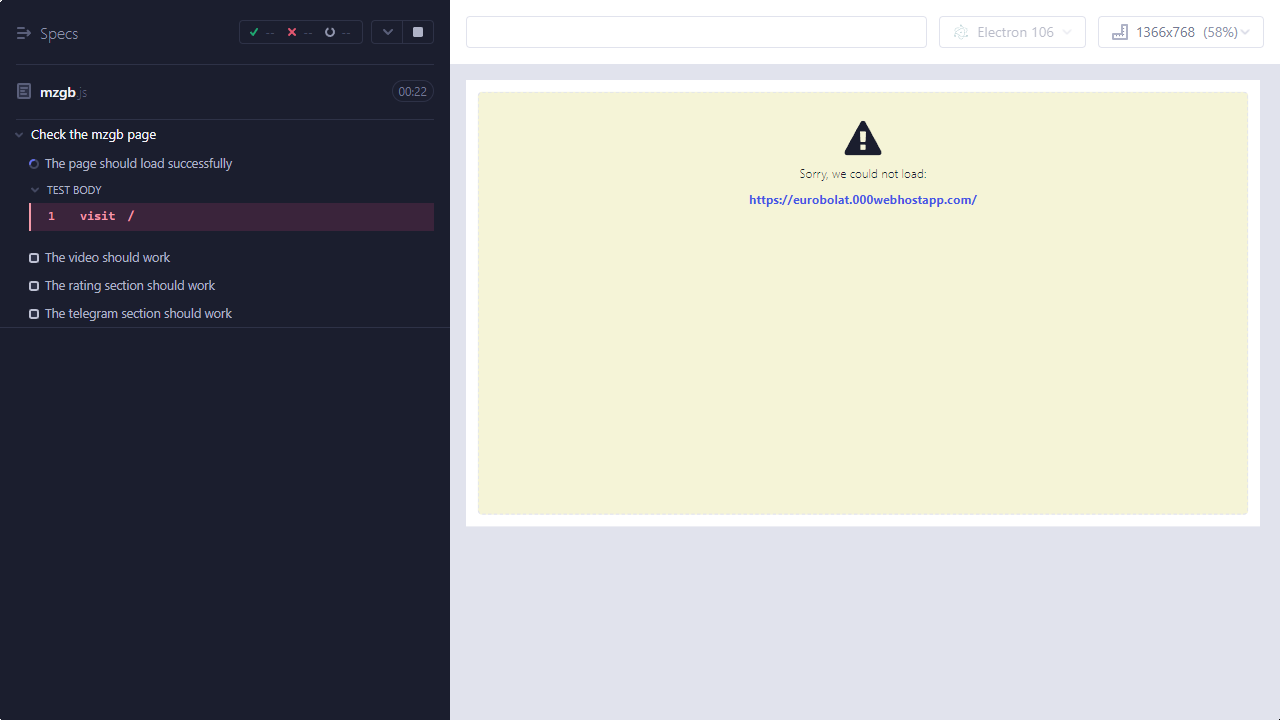 Specs
-- -- --
mzgb.js
00:22
Check the mzgb page
The page should load successfully
TEST BODY
1 visit /
The video should work
The rating section should work
The telegram section should work
Electron 106
1366x768 (58%)
Sorry, we could not load:
https://eurobolat.000webhostapp.com/